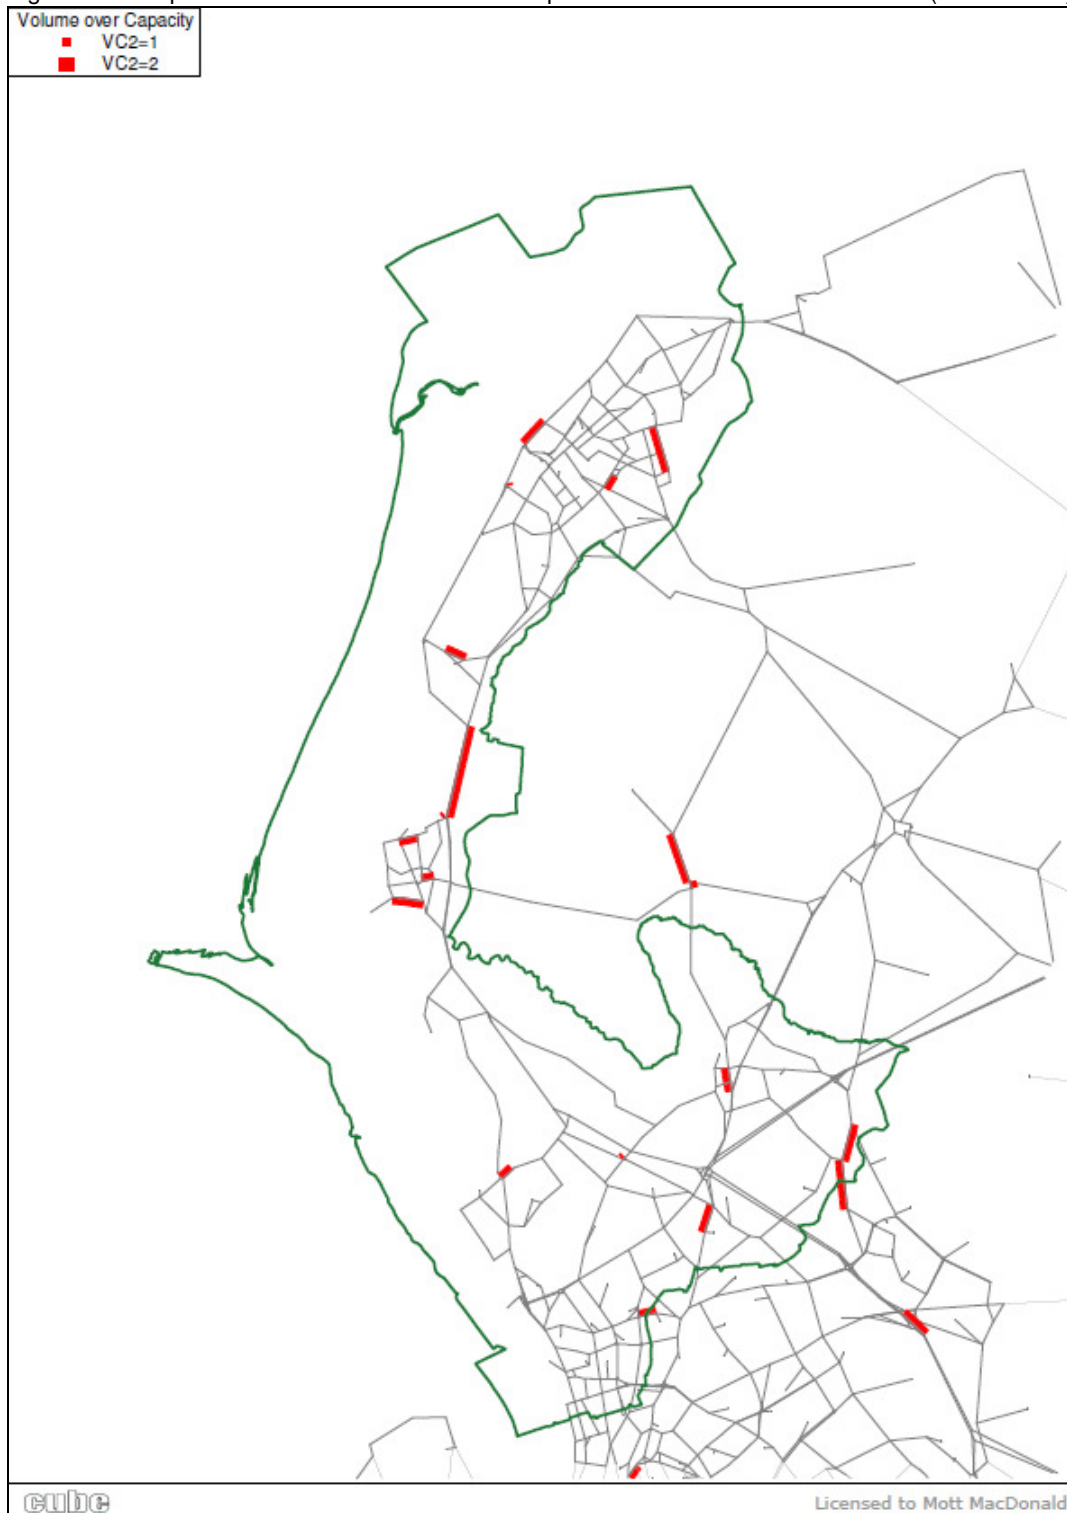 Volume over Capacity
VC2=1
VC2=2
cube
Licensed to Mott MacDonald